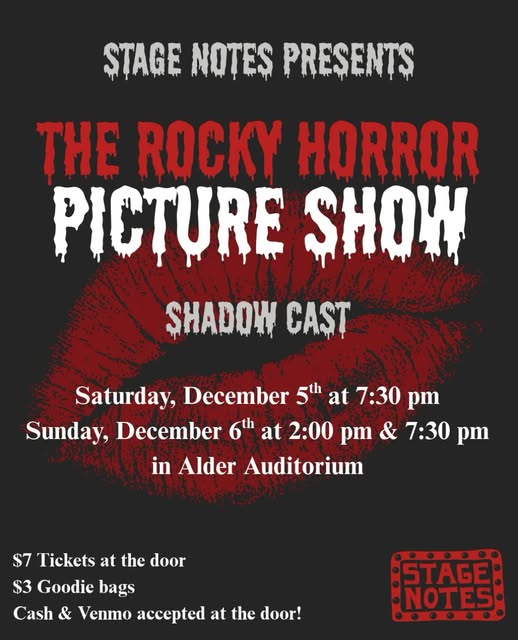 STAGE NOTES PRESENTS
THE ROCKY HORROR
PICTURE SHOW
SHADOW CAST
Saturday, December 5th at 7:30 pm
Sunday, December 6th at 2:00 pm & 7:30 pm
in Alder Auditorium
$7 Tickets at the door
$3 Goodie bags
Cash & Venmo accepted at the door!
STAGE
NOTES